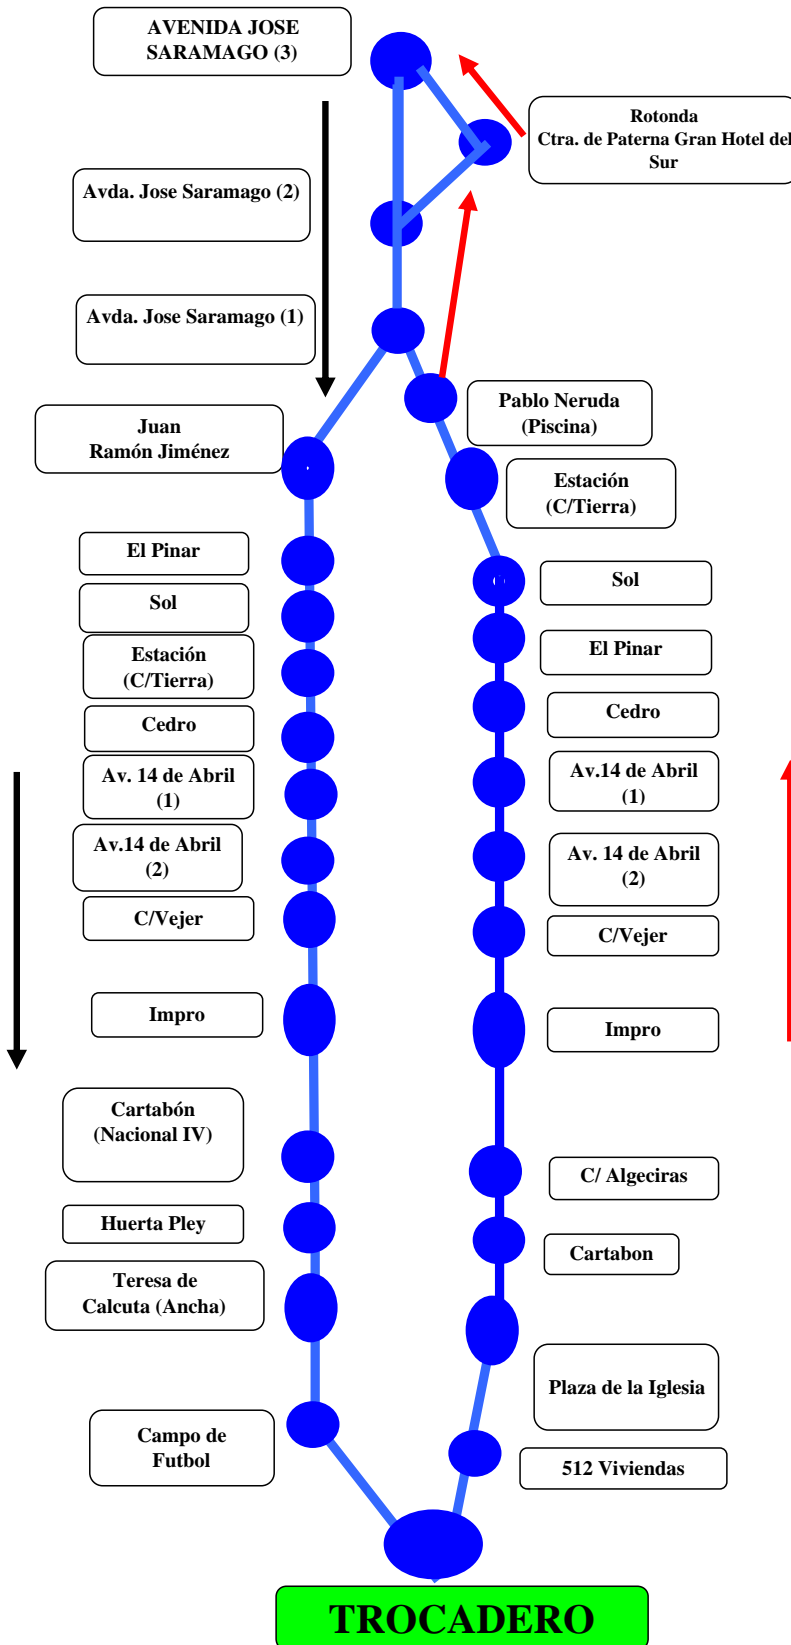 AVENIDA JOSE
SARAMAGO (3)
Rotonda
Ctra. de Paterna Gran Hotel del
Sur
Avda. Jose Saramago (2)
Avda. Jose Saramago (1)
Pablo Neruda
(Piscina)
Juan
Ramón Jiménez
Estación
(C/Tierra)
El Pinar
Sol
Sol
El Pinar
Estación
(C/Tierra)
Cedro
Cedro
Av. 14 de Abril
(1)
Av.14 de Abril
(1)
Av.14 de Abril
(2)
Av. 14 de Abril
(2)
C/Vejer
C/Vejer
Impro
Impro
Cartabón
(Nacional IV)
C/ Algeciras
Huerta Pley
Cartabon
Teresa de
Calcuta (Ancha)
Plaza de la Iglesia
Campo de
Futbol
512 Viviendas
TROCADERO